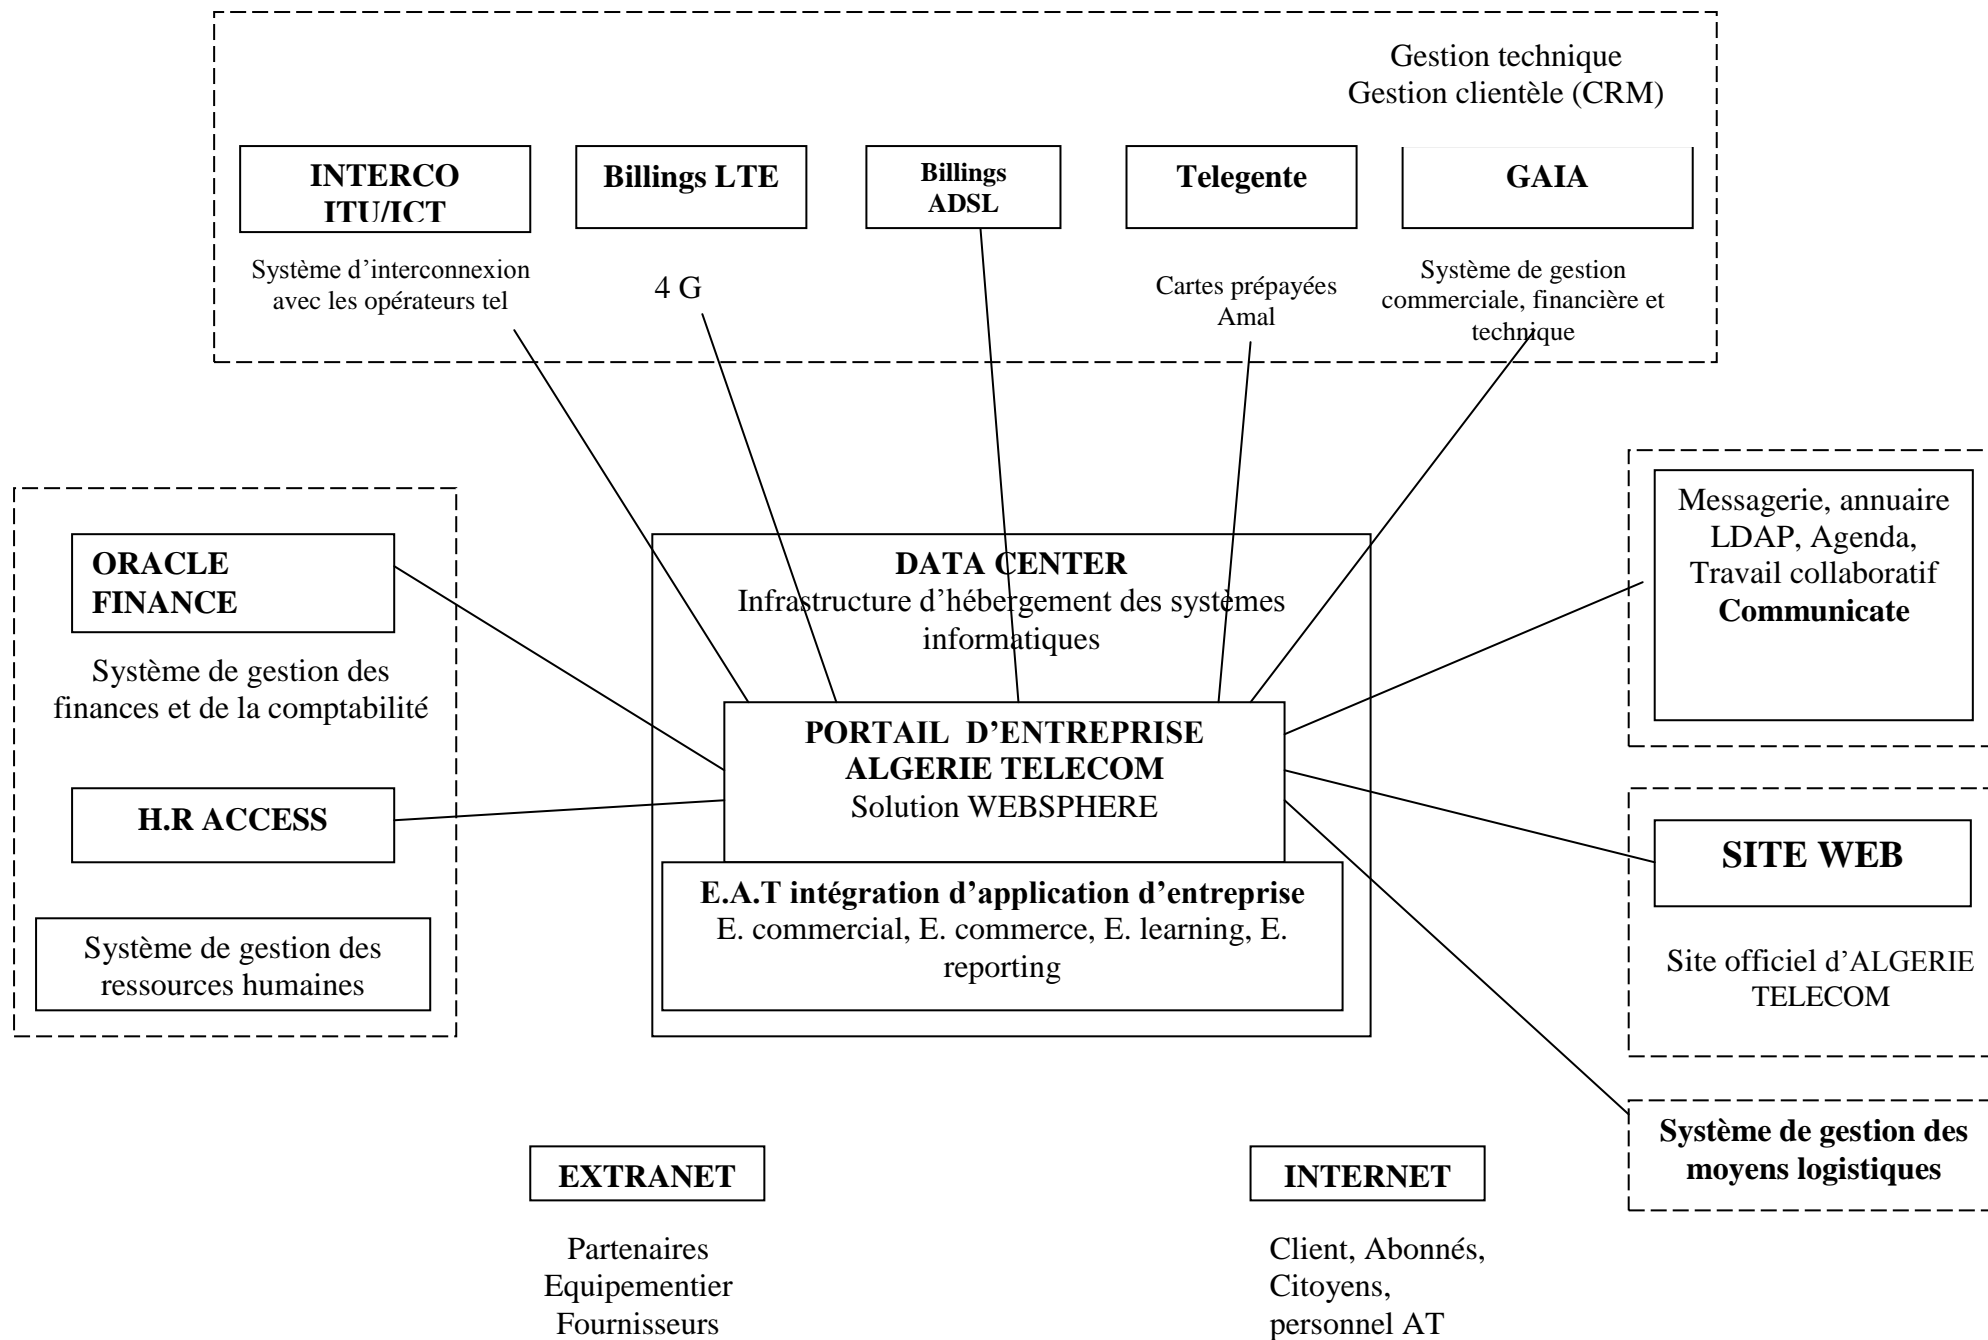 Gestion technique
Gestion clientèle (CRM)
INTERCO
ITU/ICT
Billings LTE
Billings
ADSL
Telegente
GAIA
Système d’interconnexion
avec les opérateurs tel
4 G
Cartes prépayées
Amal
Système de gestion
commerciale, financière et
technique
ORACLE
FINANCE
Système de gestion des
finances et de la comptabilité
H.R ACCESS
Système de gestion des
ressources humaines
DATA CENTER
Infrastructure d’hébergement des systèmes
informatiques
PORTAIL D’ENTREPRISE
ALGERIE TELECOM
Solution WEBSPHERE
E.A.T intégration d’application d’entreprise
E. commercial, E. commerce, E. learning, E.
reporting
Messagerie, annuaire
LDAP, Agenda,
Travail collaboratif
Communicate
SITE WEB
Site officiel d’ALGERIE
TELECOM
Système de gestion des
moyens logistiques
EXTRANET
Partenaires
Equipementier
Fournisseurs
INTERNET
Client, Abonnés,
Citoyens,
personnel AT